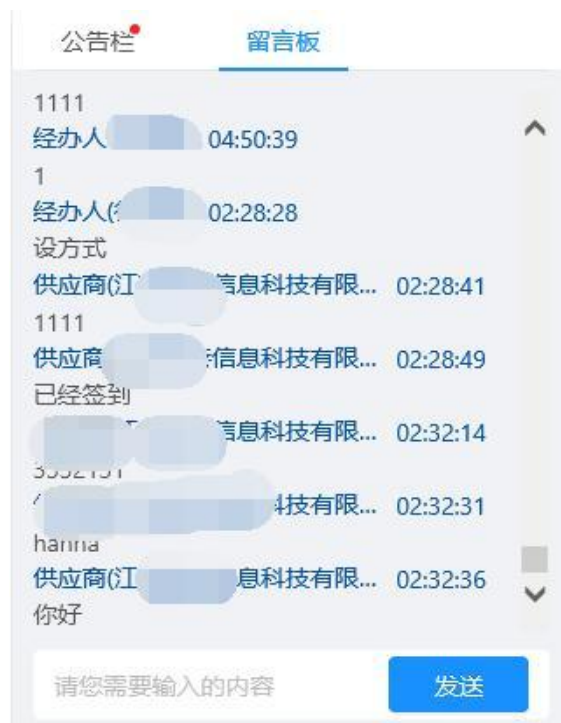 公告栏 留言板
1111
经办人 04:50:39
1
经办人( 02:28:28
设方式
供应商(江 信息科技有限... 02:28:41
1111
供应商 信息科技有限... 02:28:49
已经签到
信息科技有限... 02:32:14
3532151
科技有限... 02:32:31
hanna
供应商(江 息科技有限... 02:32:36
你好
请您需要输入的内容 发送